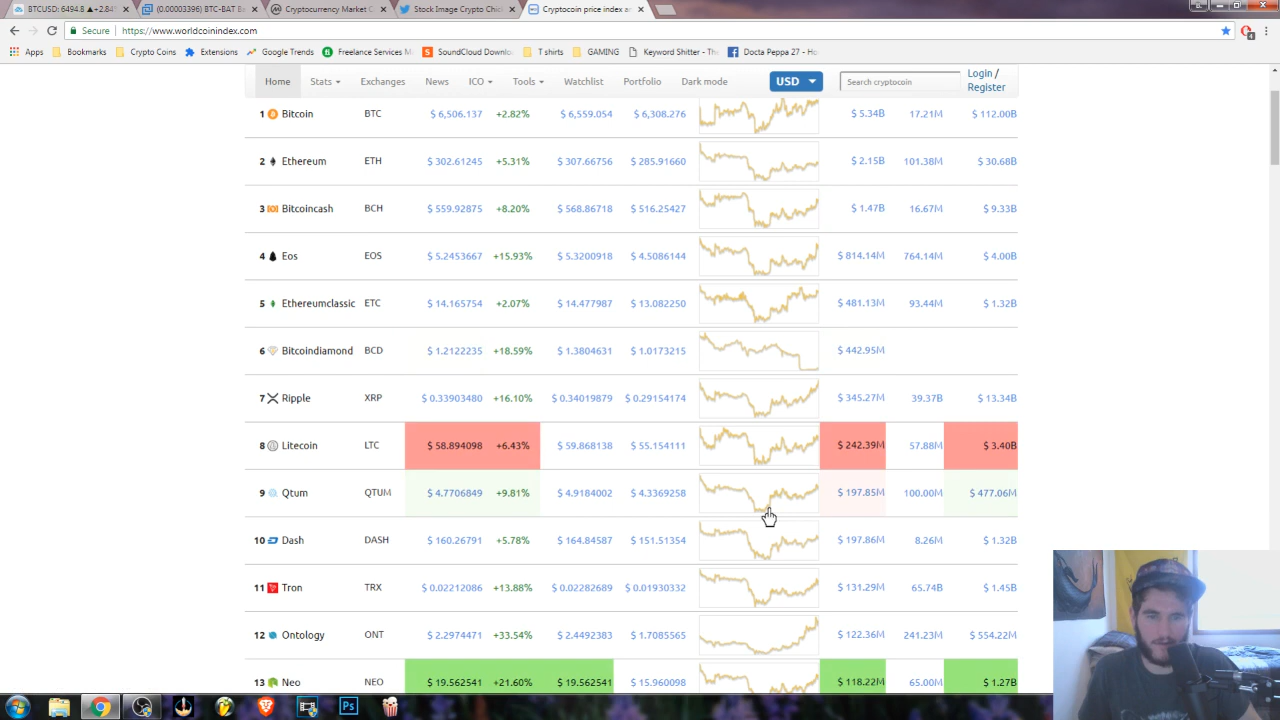 BTCUSD: 6494.8 ▲+2.84
(0.00003396) BTC-BAT B
Cryptocurrency Market C
Stock Image Crypto Chic
Cryptocoin price index a
Secure | https://www.worldcoinindex.com
Apps Bookmarks Crypto Coins Extensions Google Trends Freelance Services M SoundCloud Downlo T shirts GAMING Keyword Shitter - Th Docta Peppa 27 - Ho
Home Stats Exchanges News ICO Tools Watchlist Portfolio Dark mode USD Search cryptocoin Login / Register
1 Bitcoin BTC $ 6,506.137 +2.82% $ 6,559.054 $ 6,308.276 $ 5.34B 17.21M $ 112.00B
2 Ethereum ETH $ 302.61245 +5.31% $ 307.66756 $ 285.91660 $ 2.15B 101.38M $ 30.68B
3 Bitcoincash BCH $ 559.92875 +8.20% $ 568.86718 $ 516.25427 $ 1.47B 16.67M $ 9.33B
4 Eos EOS $ 5.2453667 +15.93% $ 5.3200918 $ 4.5086144 $ 814.14M 764.14M $ 4.00B
5 Ethereumclassic ETC $ 14.165754 +2.07% $ 14.477987 $ 13.082250 $ 481.13M 93.44M $ 1.32B
6 Bitcoindiamond BCD $ 1.2122235 +18.59% $ 1.3804631 $ 1.0173215 $ 442.95M
7 Ripple XRP $ 0.33903480 +16.10% $ 0.34019879 $ 0.29154174 $ 345.27M 39.37B $ 13.34B
8 Litecoin LTC $ 58.894098 +6.43% $ 59.868138 $ 55.154111 $ 242.39M 57.88M $ 3.40B
9 Qtum QTUM $ 4.7706849 +9.81% $ 4.9184002 $ 4.3369258 $ 197.85M 100.00M $ 477.06M
10 Dash DASH $ 160.26791 +5.78% $ 164.84587 $ 151.51354 $ 197.86M 8.26M $ 1.32B
11 Tron TRX $ 0.02212086 +13.88% $ 0.02282689 $ 0.01930332 $ 131.29M 65.74B $ 1.45B
12 Ontology ONT $ 2.2974471 +33.54% $ 2.4492383 $ 1.7085565 $ 122.36M 241.23M $ 554.22M
13 Neo NEO $ 19.562541 +21.60% $ 19.562541 $ 15.960098 $ 118.22M 65.00M $ 1.27B
Ps